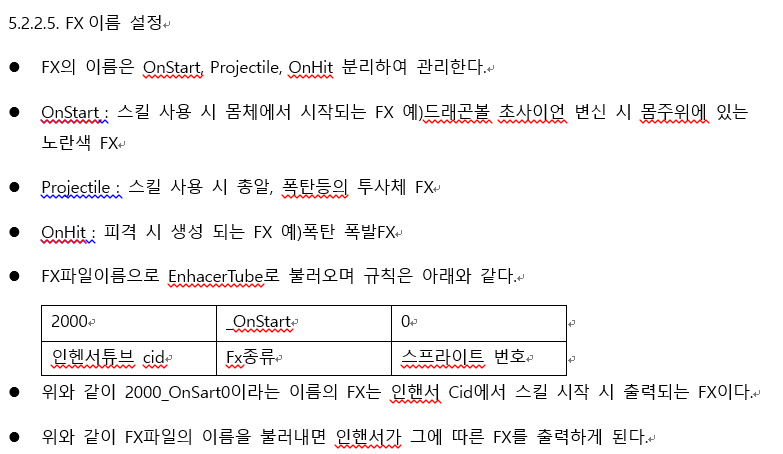 5.2.2.5. FX 이름 설정
● FX의 이름은 OnStart, Projectile, OnHit 분리하여 관리한다.
● OnStart : 스킬 사용 시 몸체에서 시작되는 FX 예)드래곤볼 초사이언 변신 시 몸주위에 있는
노란색 FX
● Projectile : 스킬 사용 시 총알, 폭탄등의 투사체 FX
● OnHit : 피격 시 생성 되는 FX 예)폭탄 폭발FX
● FX파일이름으로 EnhacerTube로 불러오며 규칙은 아래와 같다.
2000 _OnStart 0
인헨서튜브 cid Fx종류 스프라이트 번호
● 위와 같이 2000_OnSart0이라는 이름의 FX는 인핸서 Cid에서 스킬 시작 시 출력되는 FX이다.
● 위와 같이 FX파일의 이름을 불러내면 인핸서가 그에 따른 FX를 출력하게 된다.